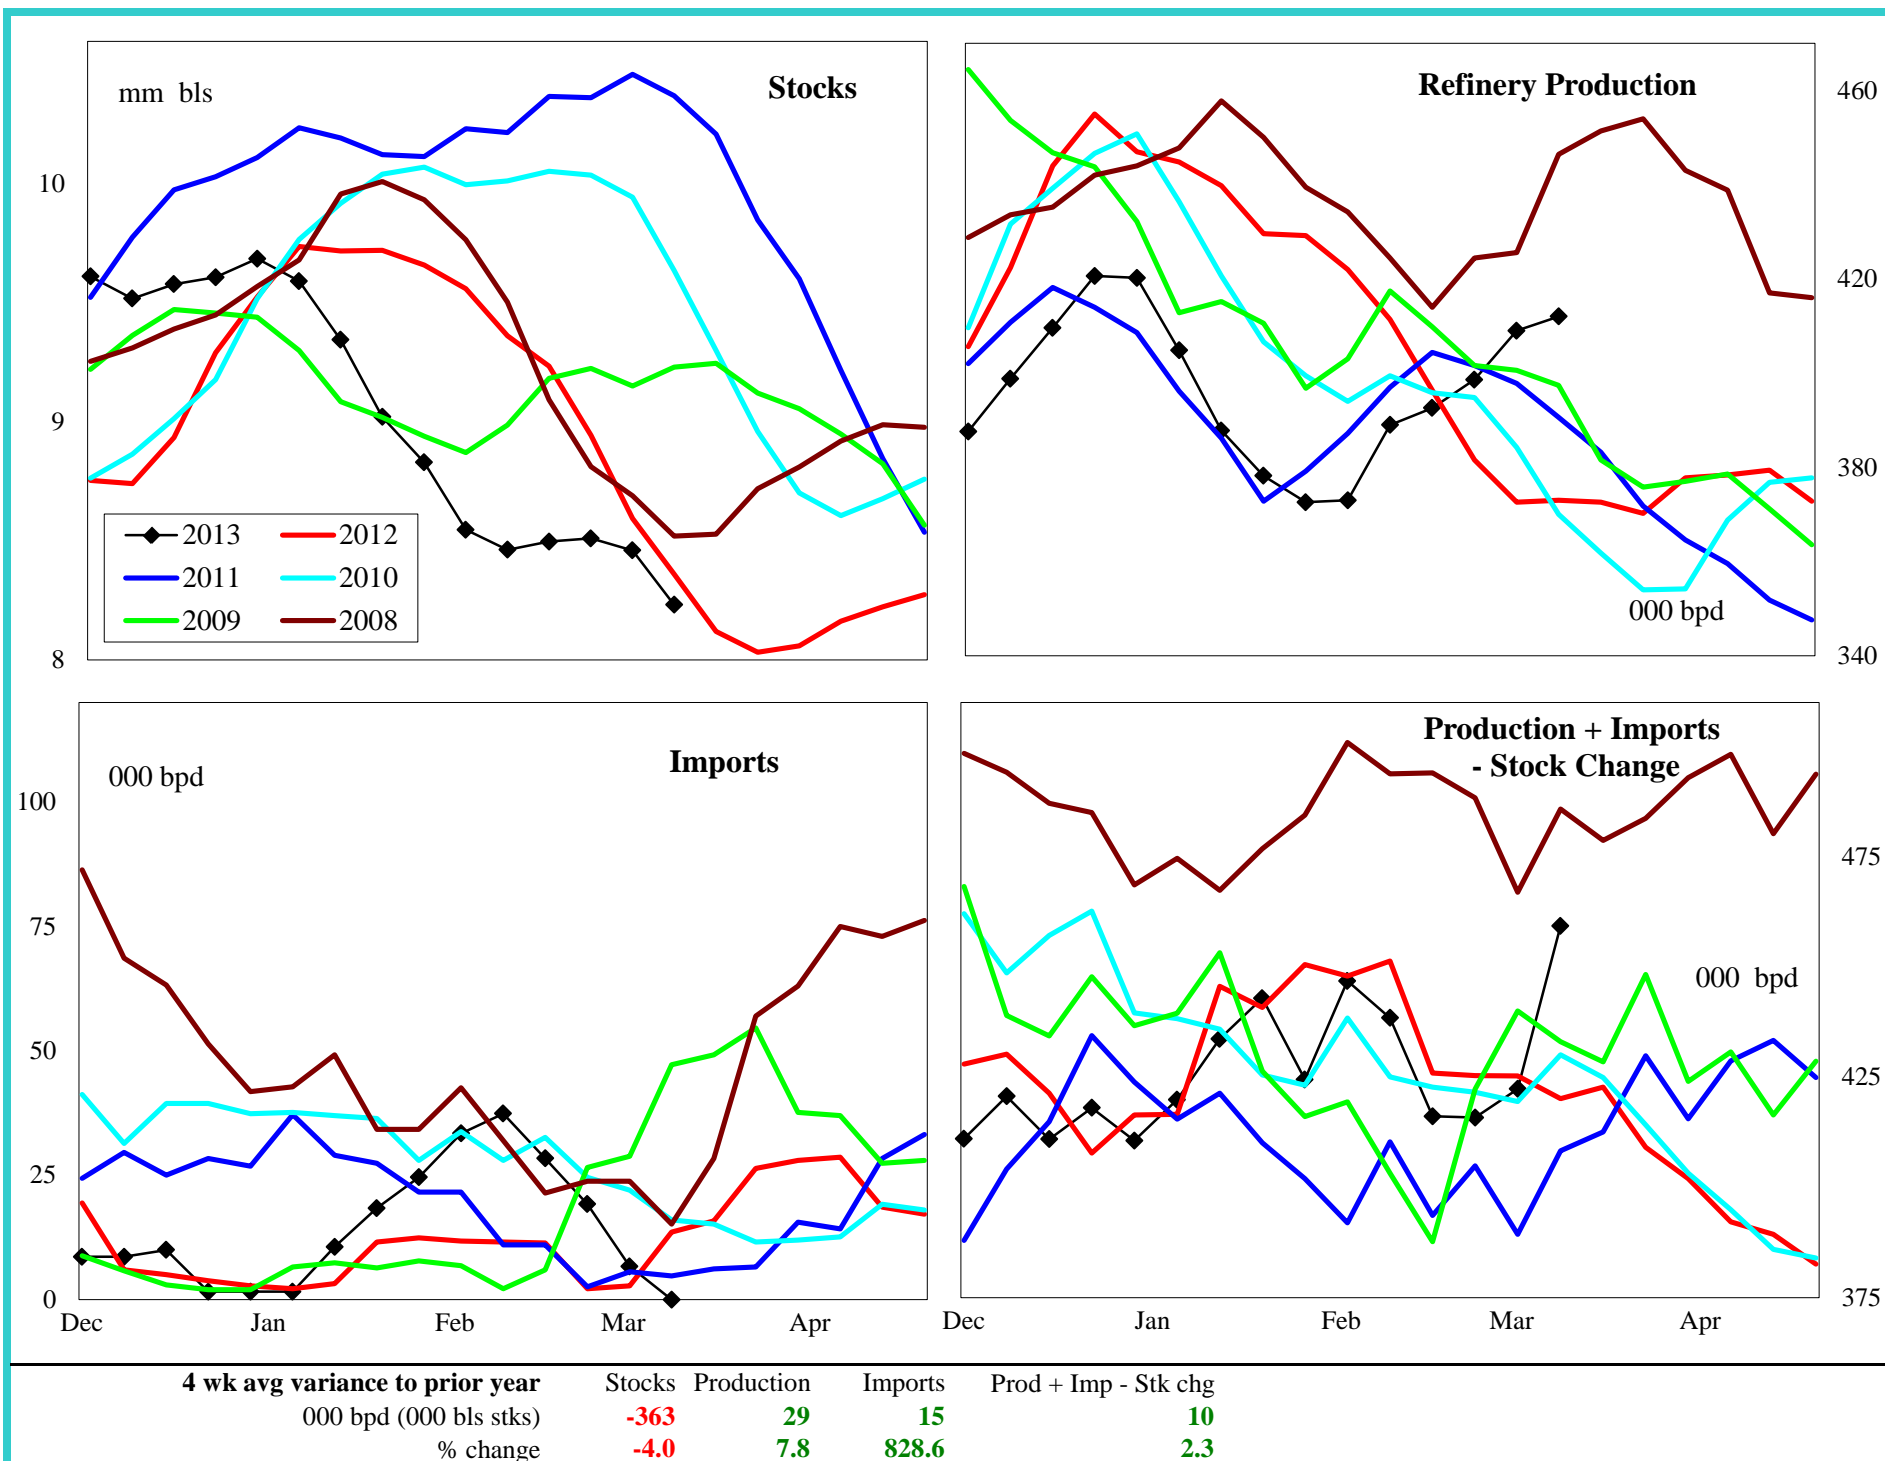 mm  bls
Stocks
10
9
8
2013
2012
2011
2010
2009
2008
Refinery Production
460
420
380
340
000 bpd
Imports
000 bpd
100
75
50
25
0
Dec
Jan
Feb
Mar
Apr
Production + Imports
- Stock Change
475
425
375
000  bpd
Dec
Jan
Feb
Mar
Apr
4 wk avg variance to prior year Stocks Production Imports Prod + Imp - Stk chg
000 bpd (000 bls stks) -363 29 15 10
% change -4.0 7.8 828.6 2.3